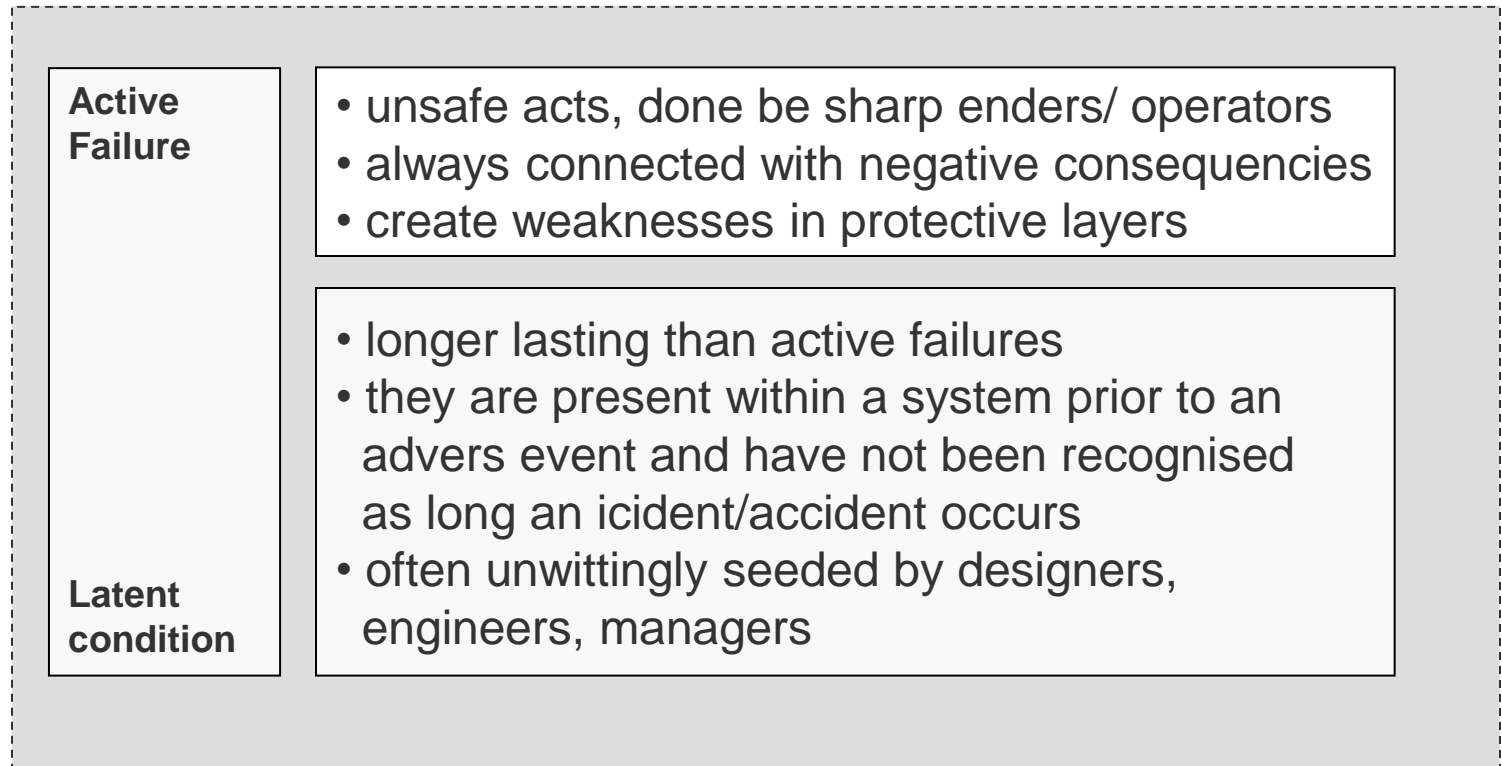 Active
Failure
• unsafe acts, done be sharp enders/ operators
• always connected with negative consequencies
• create weaknesses in protective layers
• longer lasting than active failures
• they are present within a system prior to an
advers event and have not been recognised
as long an icident/accident occurs
• often unwittingly seeded by designers,
engineers, managers
Latent
condition